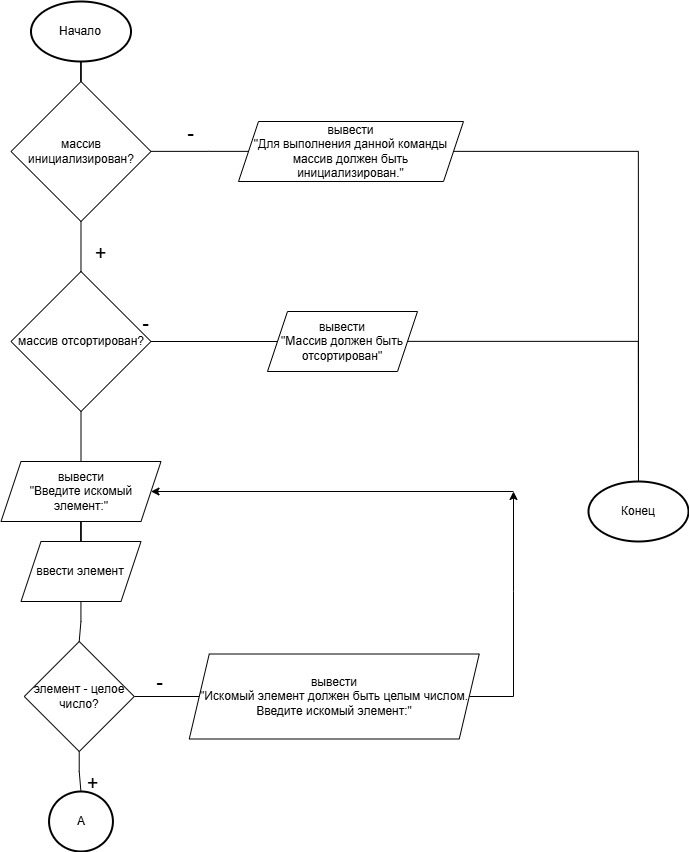 Начало
массив
инициализирован?
-
вывести
"Для выполнения данной команды
массив должен быть
инициализирован."
+
массив отсортирован?
-
вывести
"Массив должен быть
отсортирован"
вывести
"Введите искомый
элемент:"
Конец
ввести элемент
элемент - целое
число?
-
вывести
"Искомый элемент должен быть целым числом.
Введите искомый элемент:"
+
А